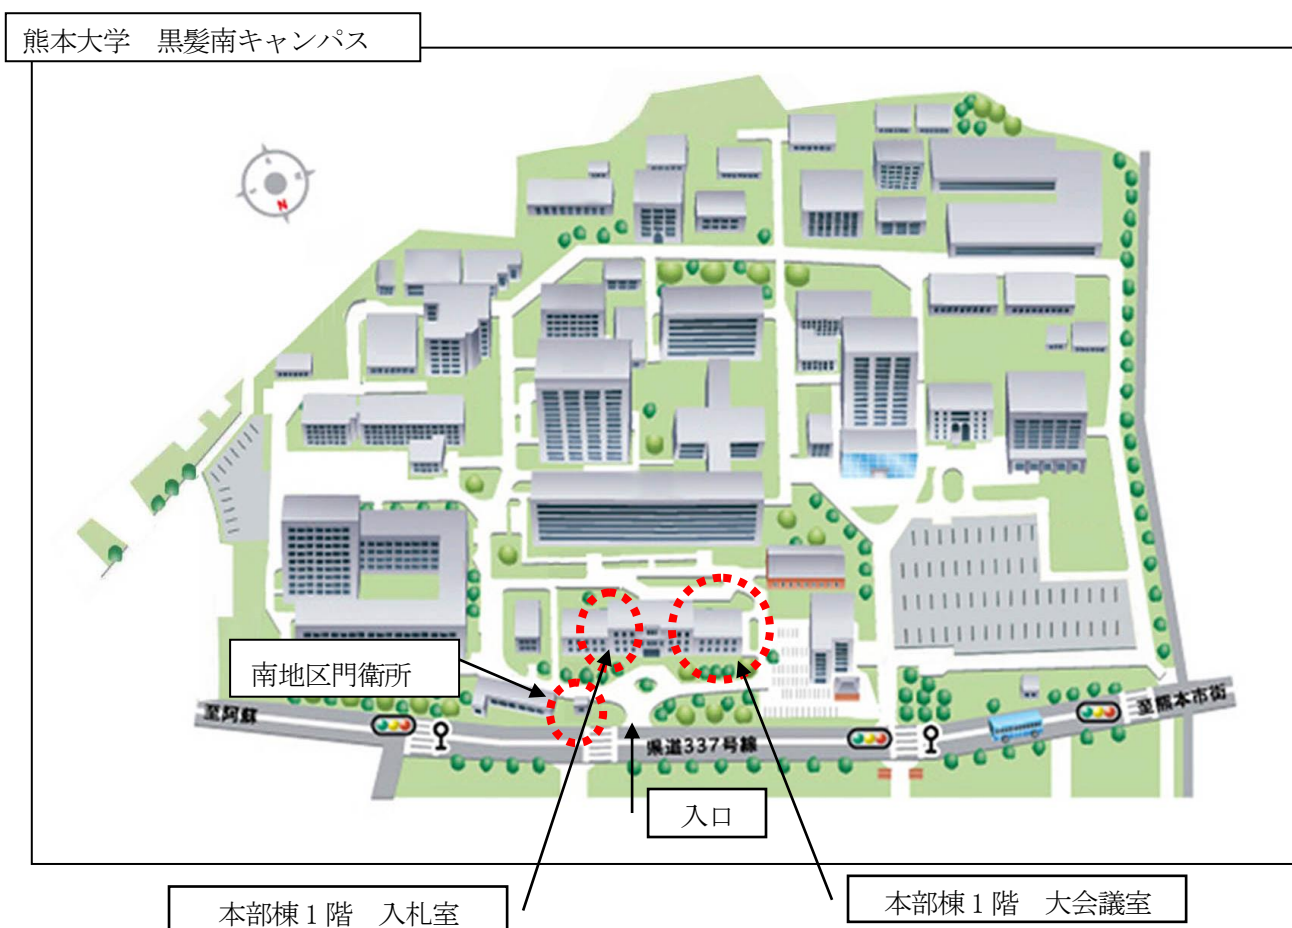 熊本大学　黒髪南キャンパス
N
南地区門衛所
至阿蘇
県道337号線
至熊本市街
入口
本部棟１階　入札室
本部棟１階　大会議室